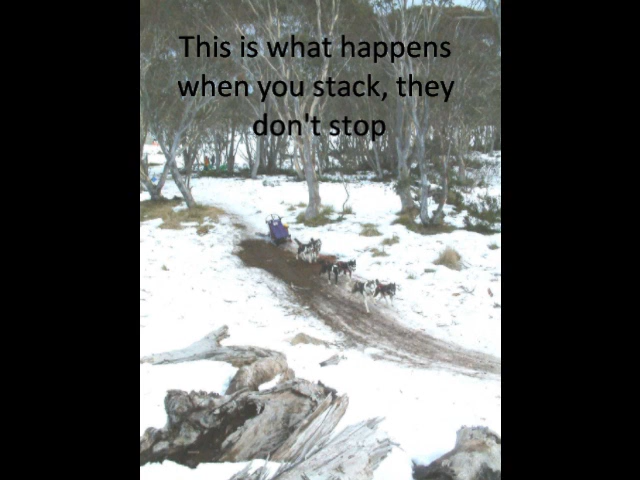 This is what happens
when you stack, they
don't stop